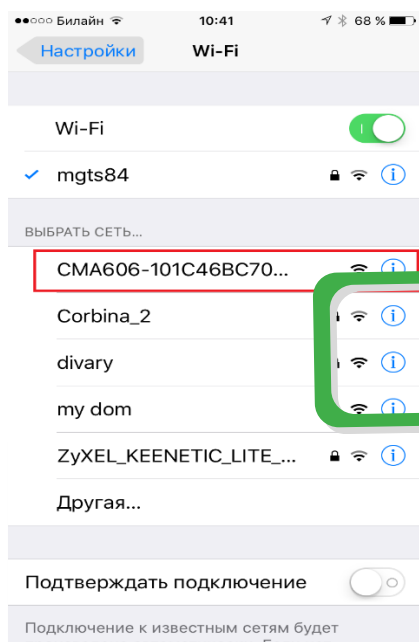 Билайн 10:41 68 %
Настройки Wi-Fi
Wi-Fi
mgts84
ВЫБРАТЬ СЕТЬ...
CMA606-101C46BC70...
Corbina_2
divary
my dom
ZyXEL_KEENETIC_LITE_...
Другая...
Подтверждать подключение
Подключение к известным сетям будет